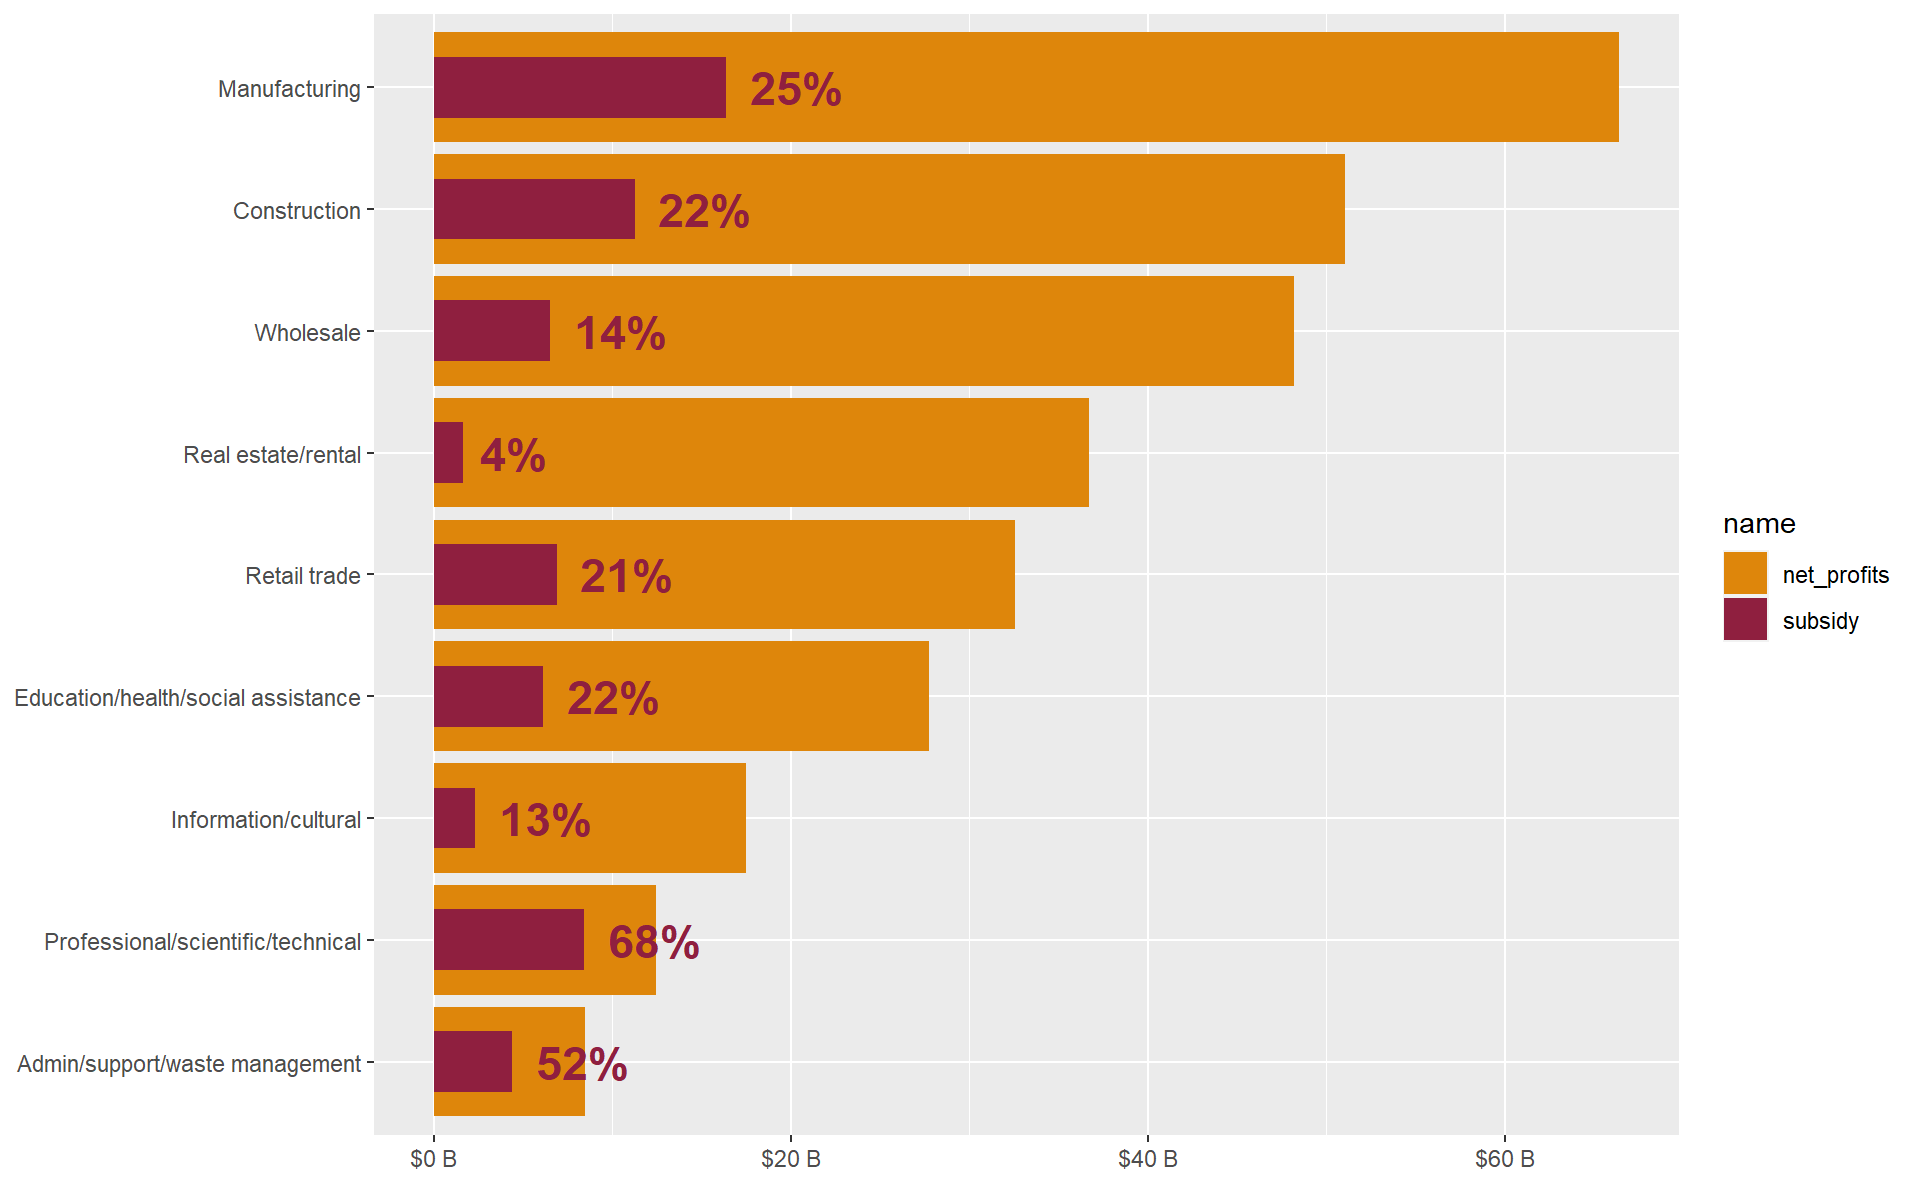 Manufacturing
25%
Construction
22%
Wholesale
14%
Real estate/rental
4%
Retail trade
21%
Education/health/social assistance
22%
Information/cultural
13%
Professional/scientific/technical
68%
Admin/support/waste management
52%
$0 B
$20 B
$40 B
$60 B
name
net_profits
subsidy